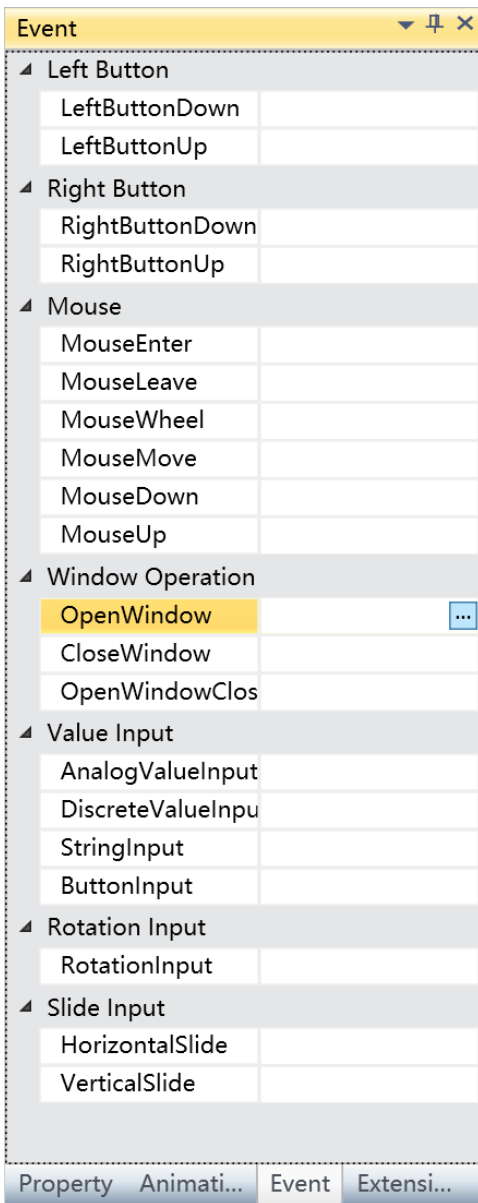 Event
Left Button
LeftButtonDown
LeftButtonUp
Right Button
RightButtonDown
RightButtonUp
Mouse
MouseEnter
MouseLeave
MouseWheel
MouseMove
MouseDown
MouseUp
Window Operation
OpenWindow ...
CloseWindow
OpenWindowClos
Value Input
AnalogValueInput
DiscreteValueInpu
StringInput
ButtonInput
Rotation Input
RotationInput
Slide Input
HorizontalSlide
VerticalSlide
Property Animati... Event Extensi...